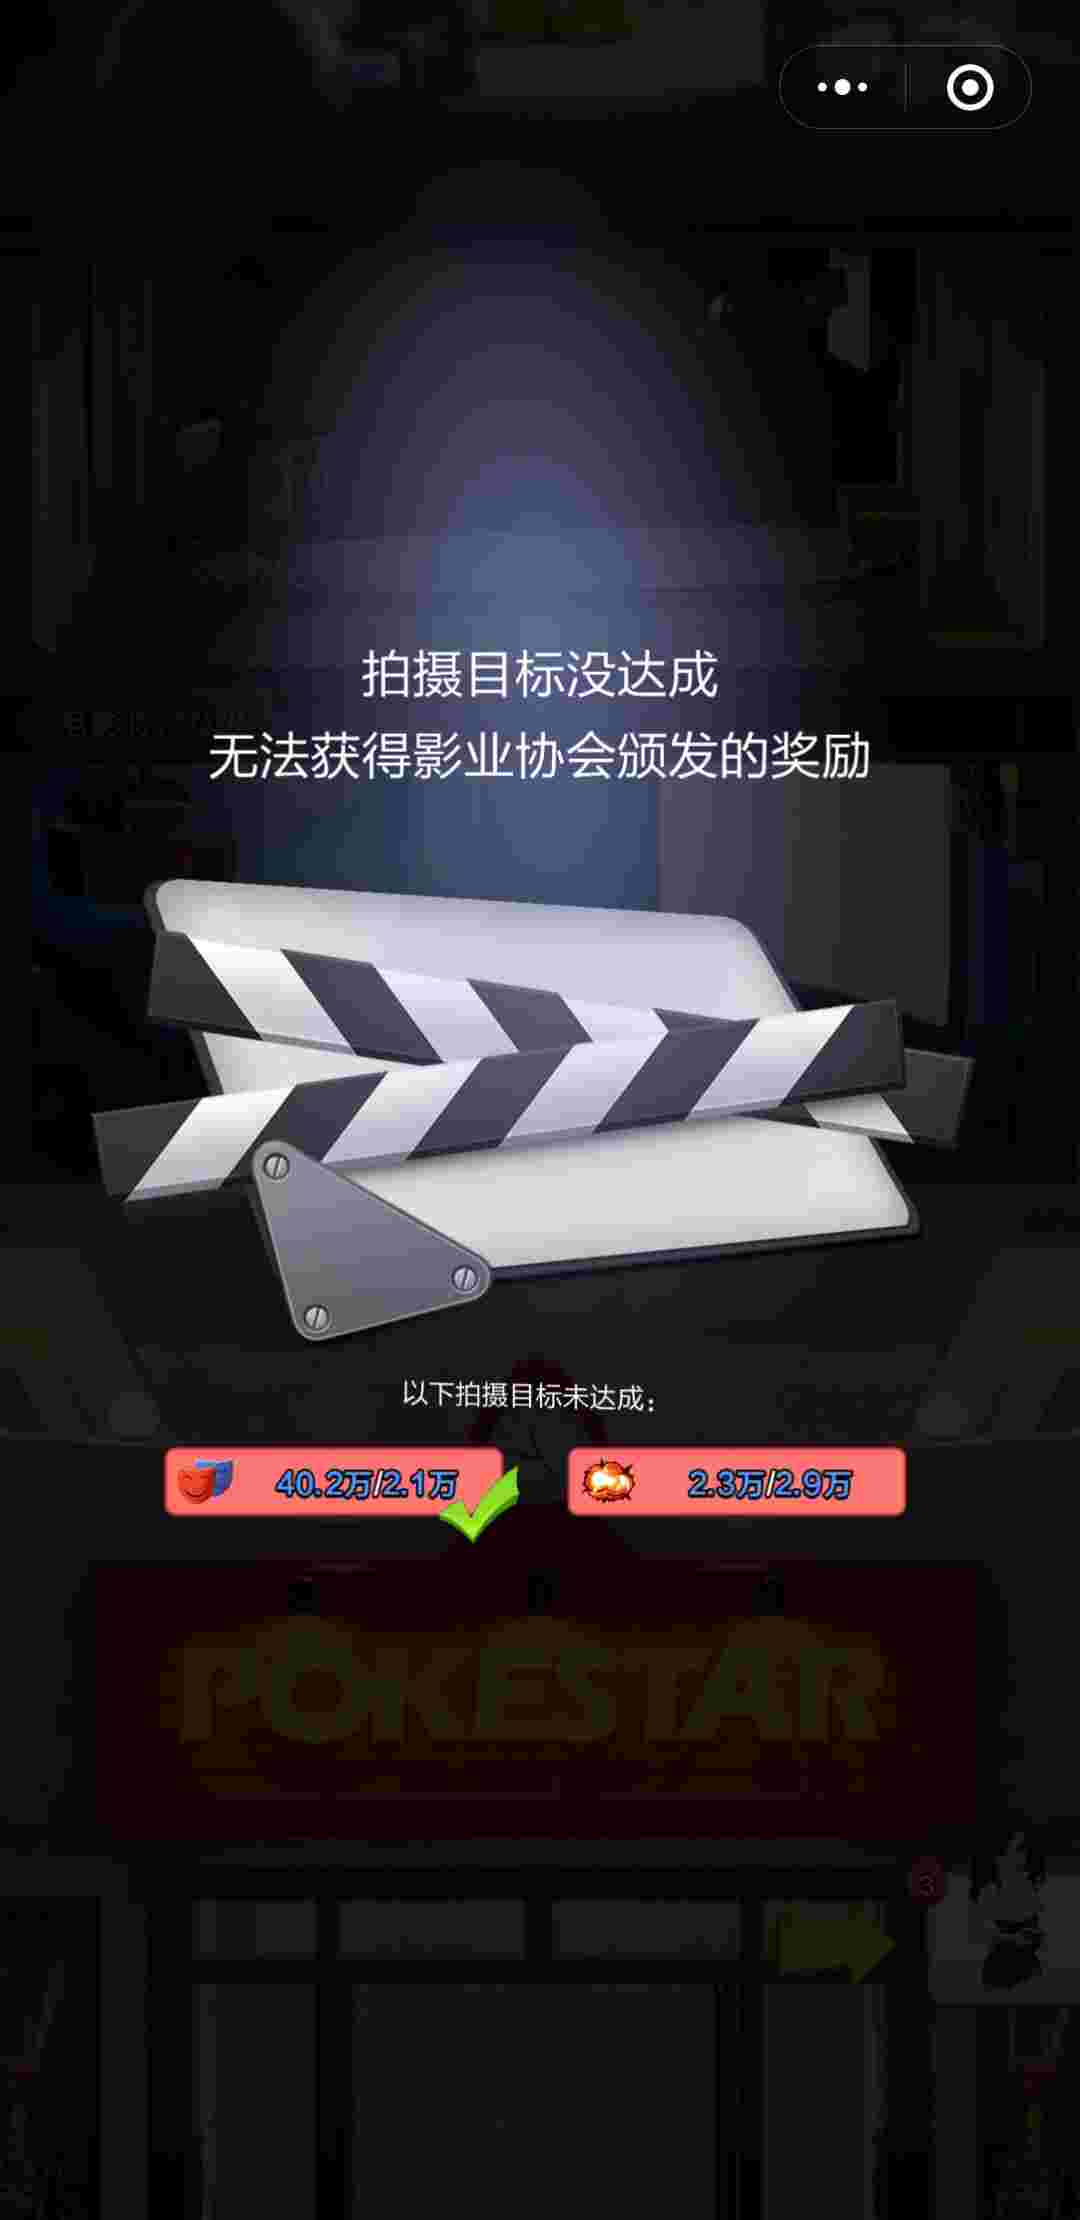 拍摄目标没达成
无法获得影业协会颁发的奖励
以下拍摄目标未达成:
40.2万/2.1万
2.3万/2.9万
POKESTAR
3